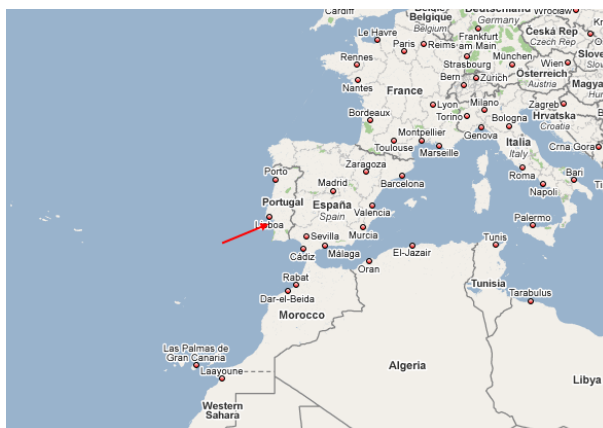 Cardiff
Belgique
België
Belgique
Deutschland
Germany
Wrocław
Le Havre
Paris
Reims
Frankfurt
am Main
Česká Rep
Czech Rep
Rennes
Strasbourg
München
Wien
Bern
Zürich
Österreich
Austria
Nantes
France
Lyon
Milano
Torino
Zagreb
Hrvatska
Croatia
Bordeaux
Genova
Bologna
Montpellier
Toulouse
Marseille
Italia
Italy
Crna Gora
Porto
Zaragoza
Barcelona
Roma
Napoli
Bari
Madrid
Portugal
España
Spain
Valencia
Lisboa
Palermo
Sevilla
Murcia
Cádiz
Málaga
El-Jazair
Tunis
Oran
Rabat
Dar-el-Beida
Tunisia
Tarabulus
Morocco
Las Palmas de
Gran Canaria
Laayoune
Algeria
Libya
Western
Sahara